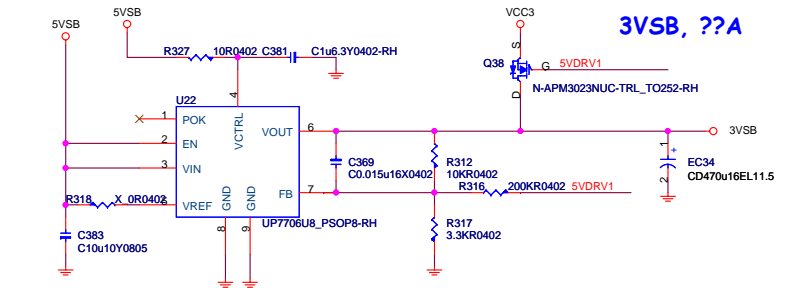 3VSB, ??A
5VSB
5VSB
VCC3
R327
10R0402
C381
C1u6.3Y0402-RH
Q38
S
G
D
5VDRV1
N-APM3023NUC-TRL_TO252-RH
U22
4
1
POK
VCTRL
VOUT
6
3VSB
2
EN
3
VIN
C369
C0.015u16X0402
R312
10KR0402
1
+
2
EC34
CD470u16EL11.5
R318
X_0R0402
5
VREF
GND
GND
FB
7
R316
200KR0402
5VDRV1
8
9
UP7706U8_PSOP8-RH
R317
3.3KR0402
C383
C10u10Y0805